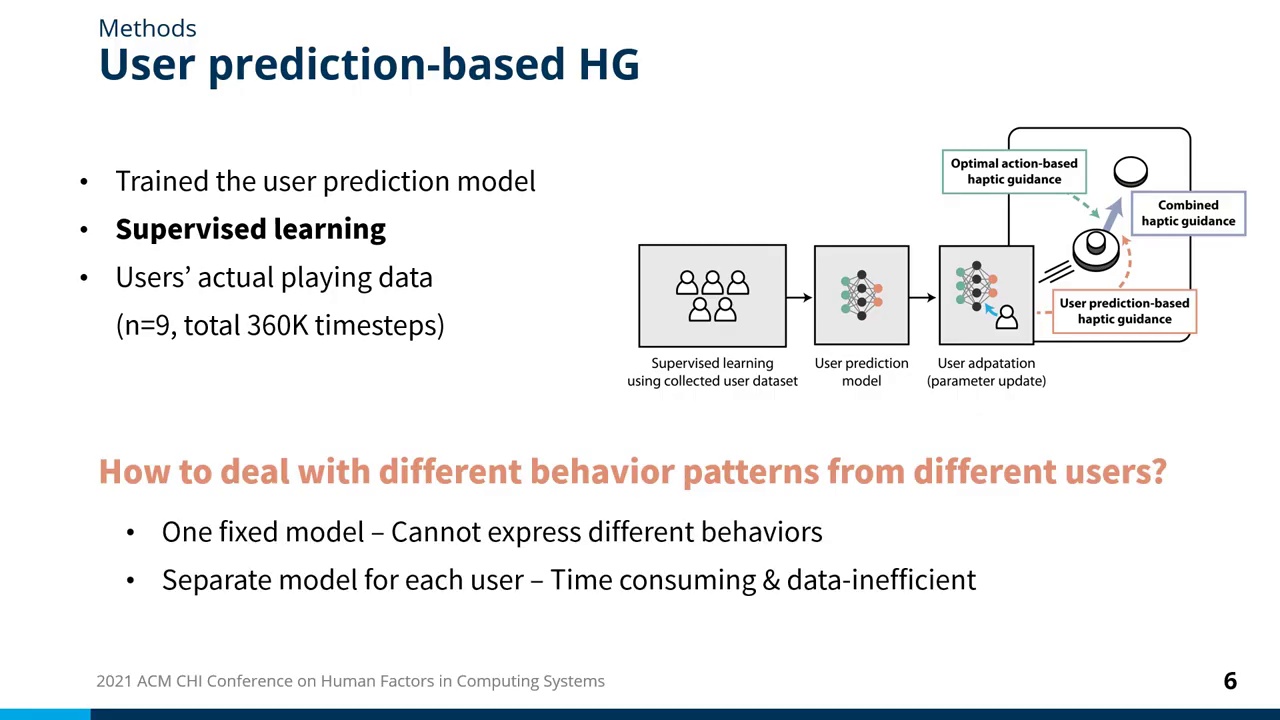 Methods
User prediction-based HG
• Trained the user prediction model
• Supervised learning
• Users’ actual playing data
(n=9, total 360K timesteps)
Optimal action-based
haptic guidance
Combined
haptic guidance
User prediction-based
haptic guidance
Supervised learning
using collected user dataset
User prediction
model
User adpatation
(parameter update)
How to deal with different behavior patterns from different users?
• One fixed model – Cannot express different behaviors
• Separate model for each user – Time consuming & data-inefficient
2021 ACM CHI Conference on Human Factors in Computing Systems
6